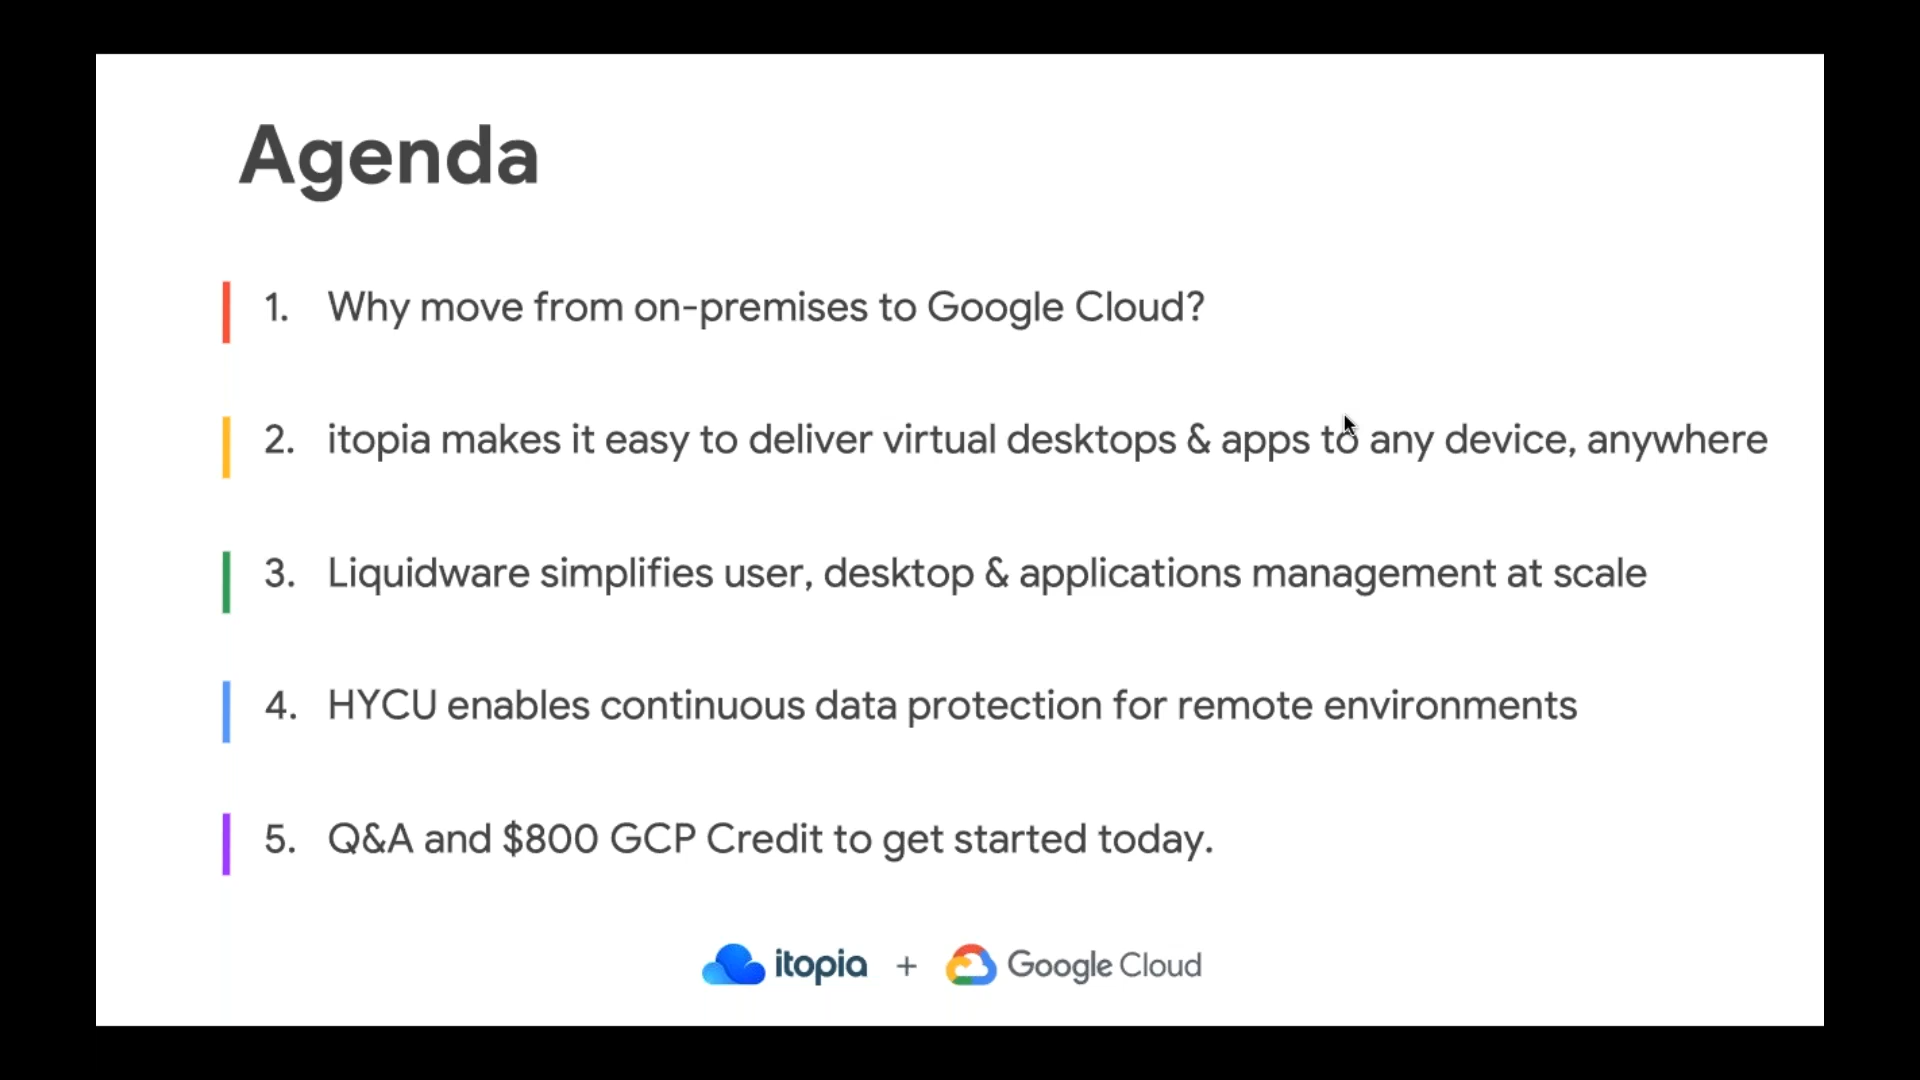 Agenda
1. Why move from on-premises to Google Cloud?
2. itopia makes it easy to deliver virtual desktops & apps to any device, anywhere
3. Liquidware simplifies user, desktop & applications management at scale
4. HYCU enables continuous data protection for remote environments
5. Q&A and $800 GCP Credit to get started today.
itopia + Google Cloud